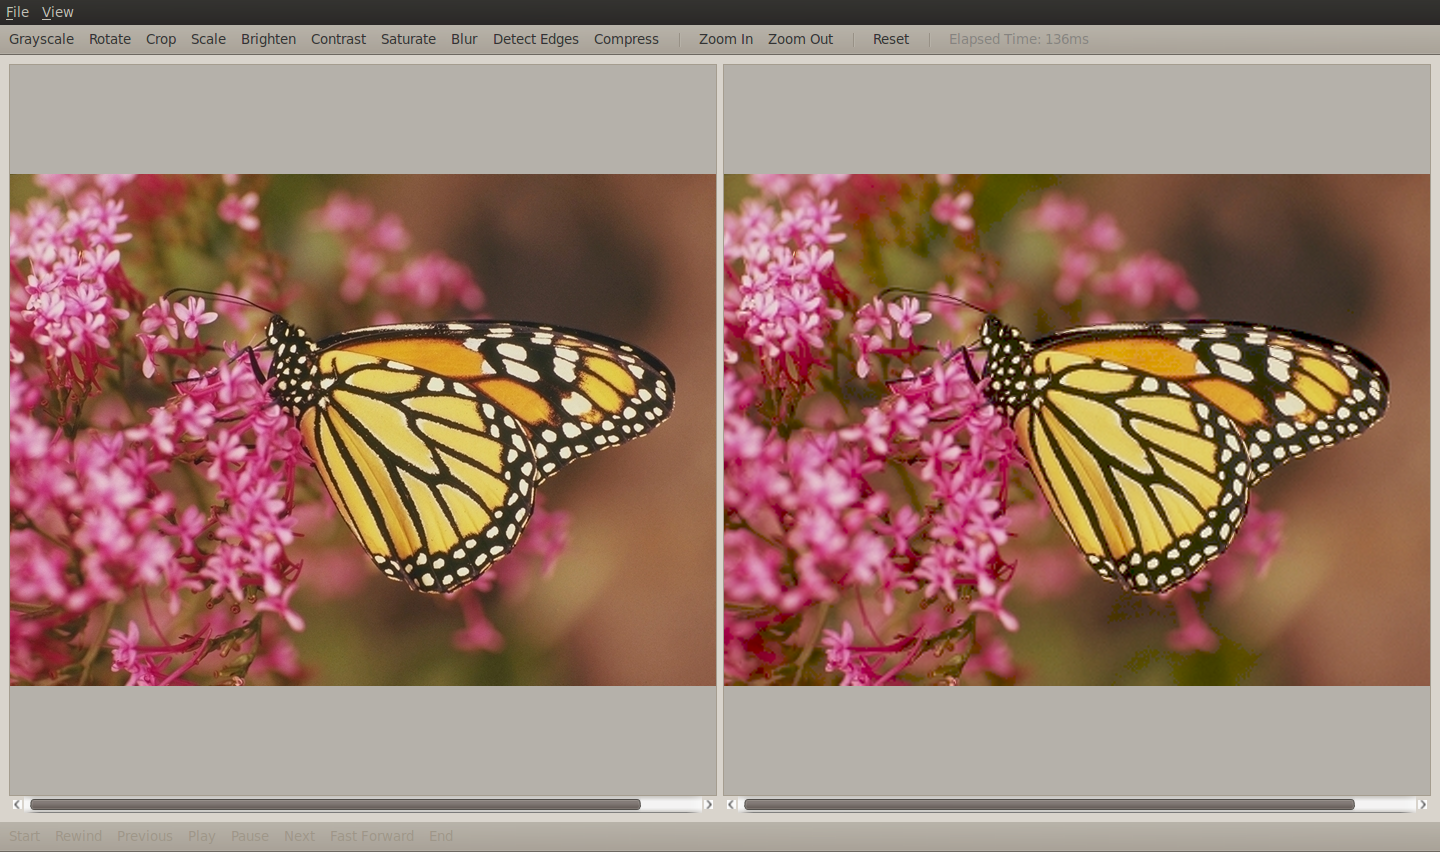 File View
Grayscale Rotate Crop Scale Brighten Contrast Saturate Blur Detect Edges Compress Zoom In Zoom Out Reset Elapsed Time: 136ms
Start Rewind Previous Play Pause Next Fast Forward End